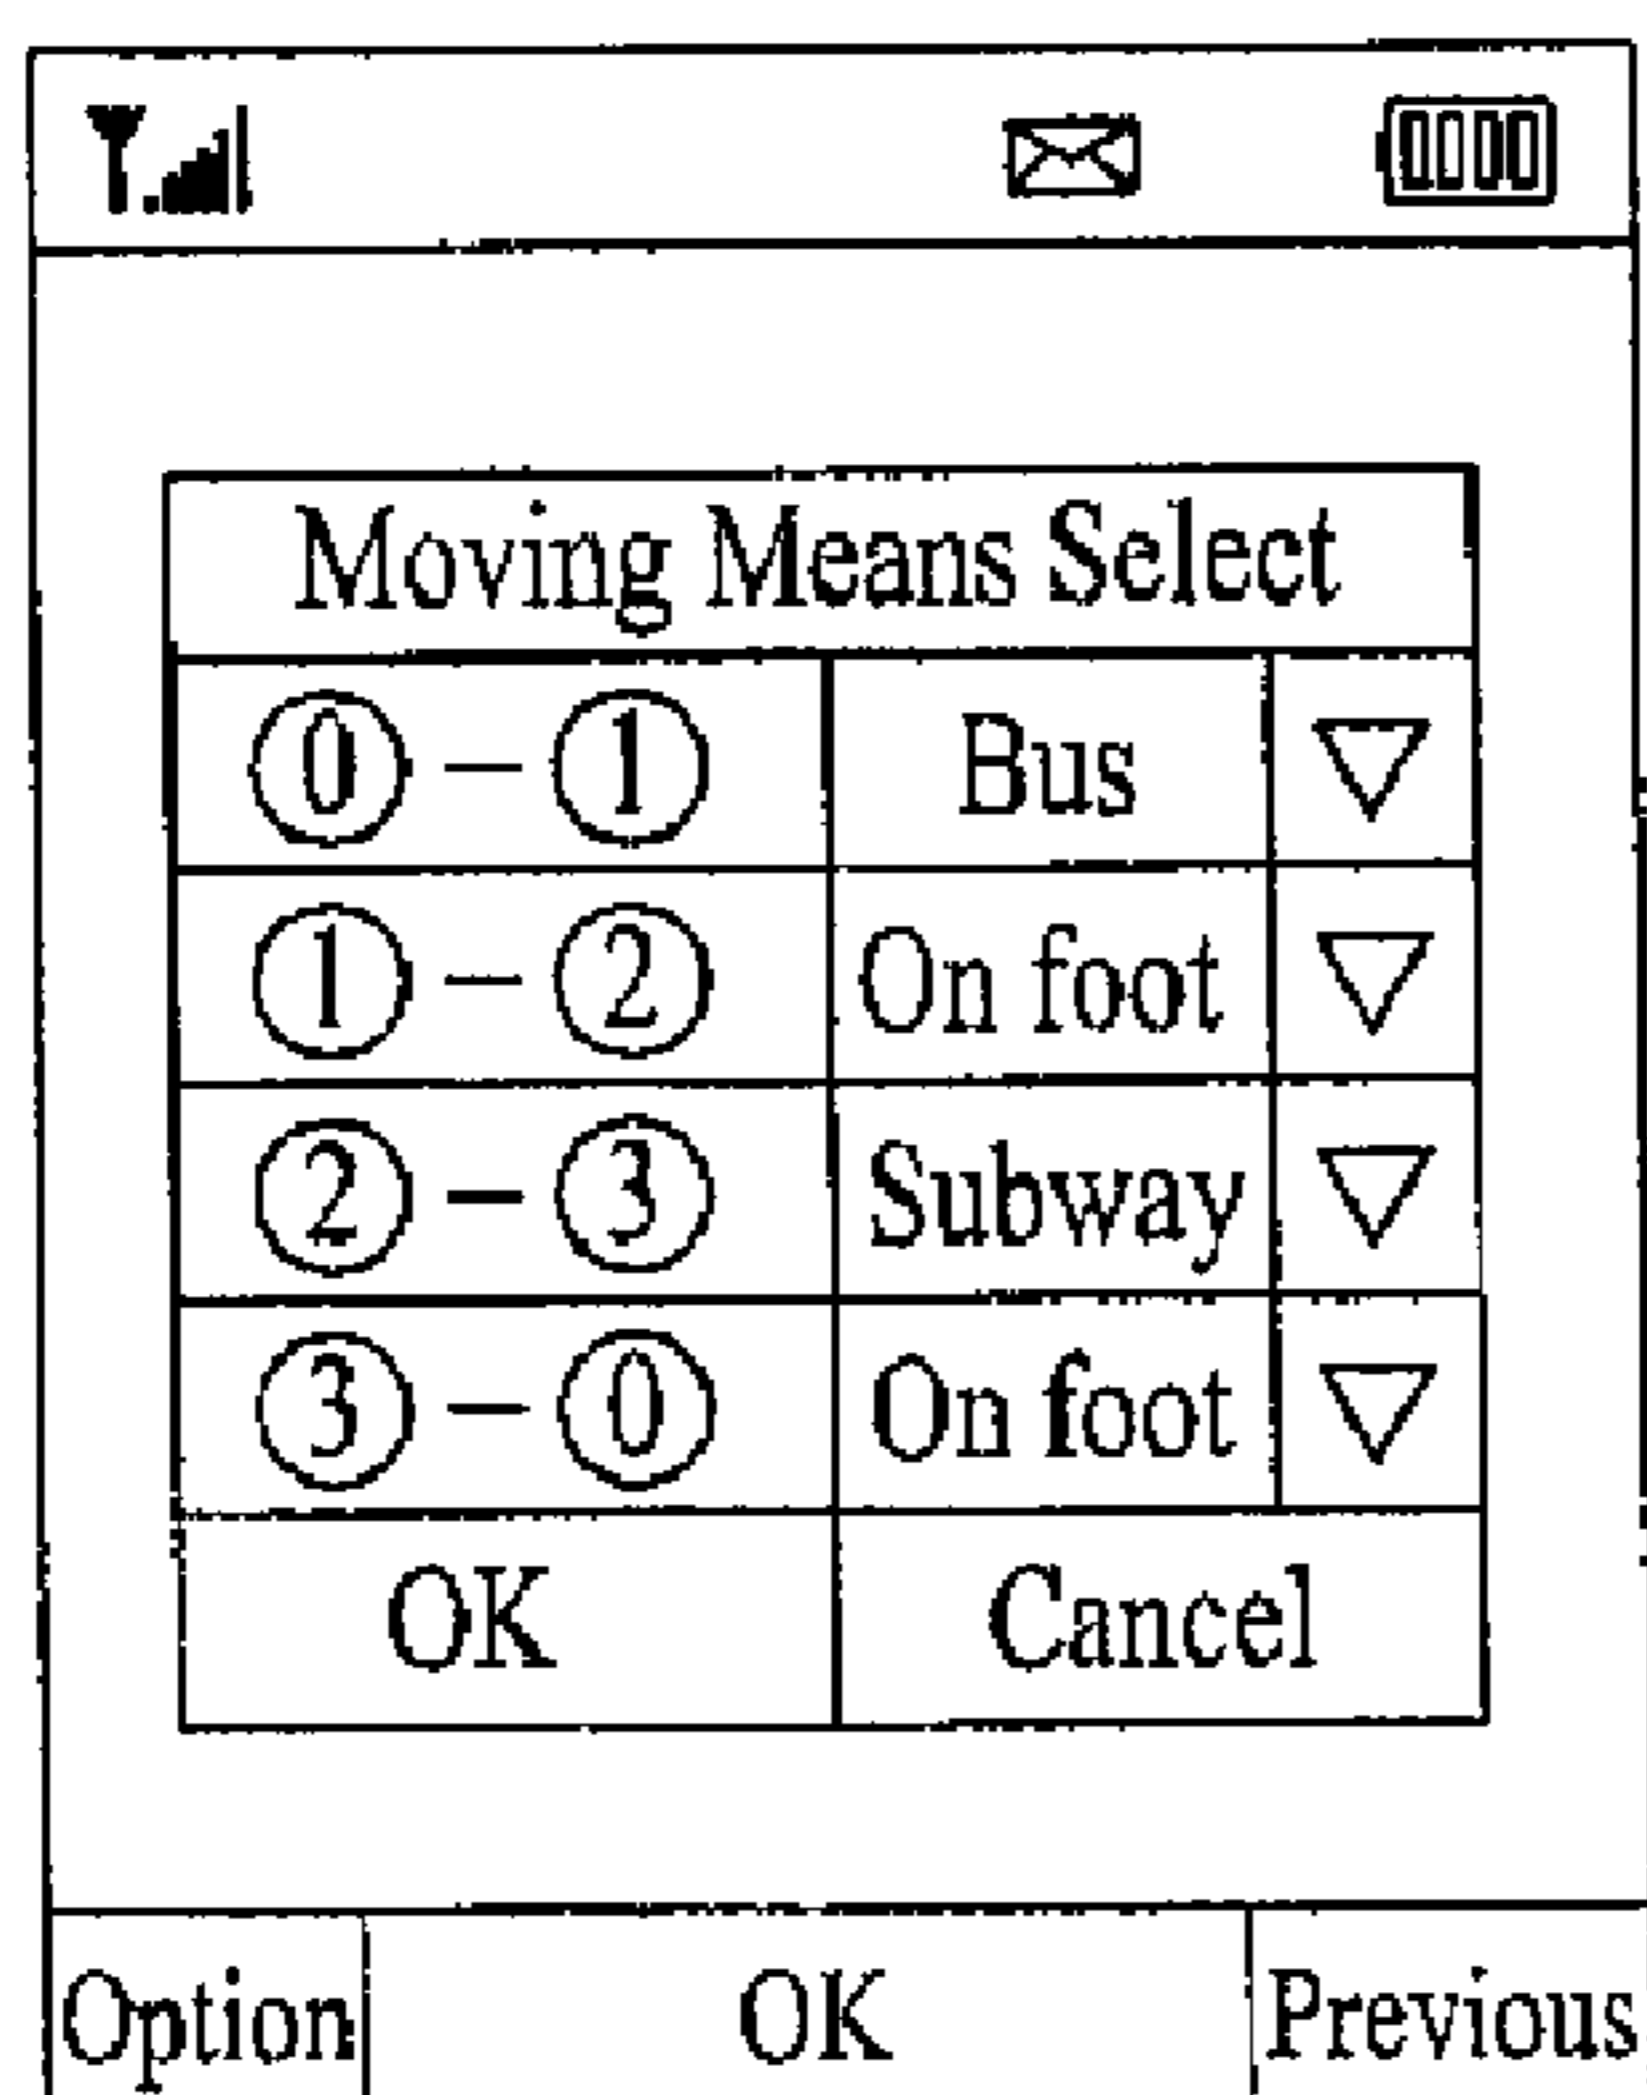 Moving Means Select
⓪–① Bus ▽
①–② On foot ▽
②–③ Subway ▽
③–⓪ On foot ▽
OK Cancel
Option OK Previous